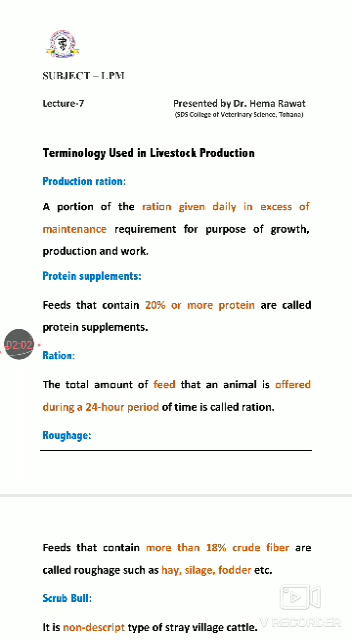 SUBJECT – LPM
Lecture-7 Presented by Dr. Hema Rawat
(SDS College of Veterinary Science, Tohana)
Terminology Used in Livestock Production
Production ration:
A portion of the ration given daily in excess of
maintenance requirement for purpose of growth,
production and work.
Protein supplements:
Feeds that contain 20% or more protein are called
protein supplements.
02:02
Ration:
The total amount of feed that an animal is offered
during a 24-hour period of time is called ration.
Roughage:
Feeds that contain more than 18% crude fiber are
called roughage such as hay, silage, fodder etc.
Scrub Bull:
V RECORDER
It is non-descript type of stray village cattle.